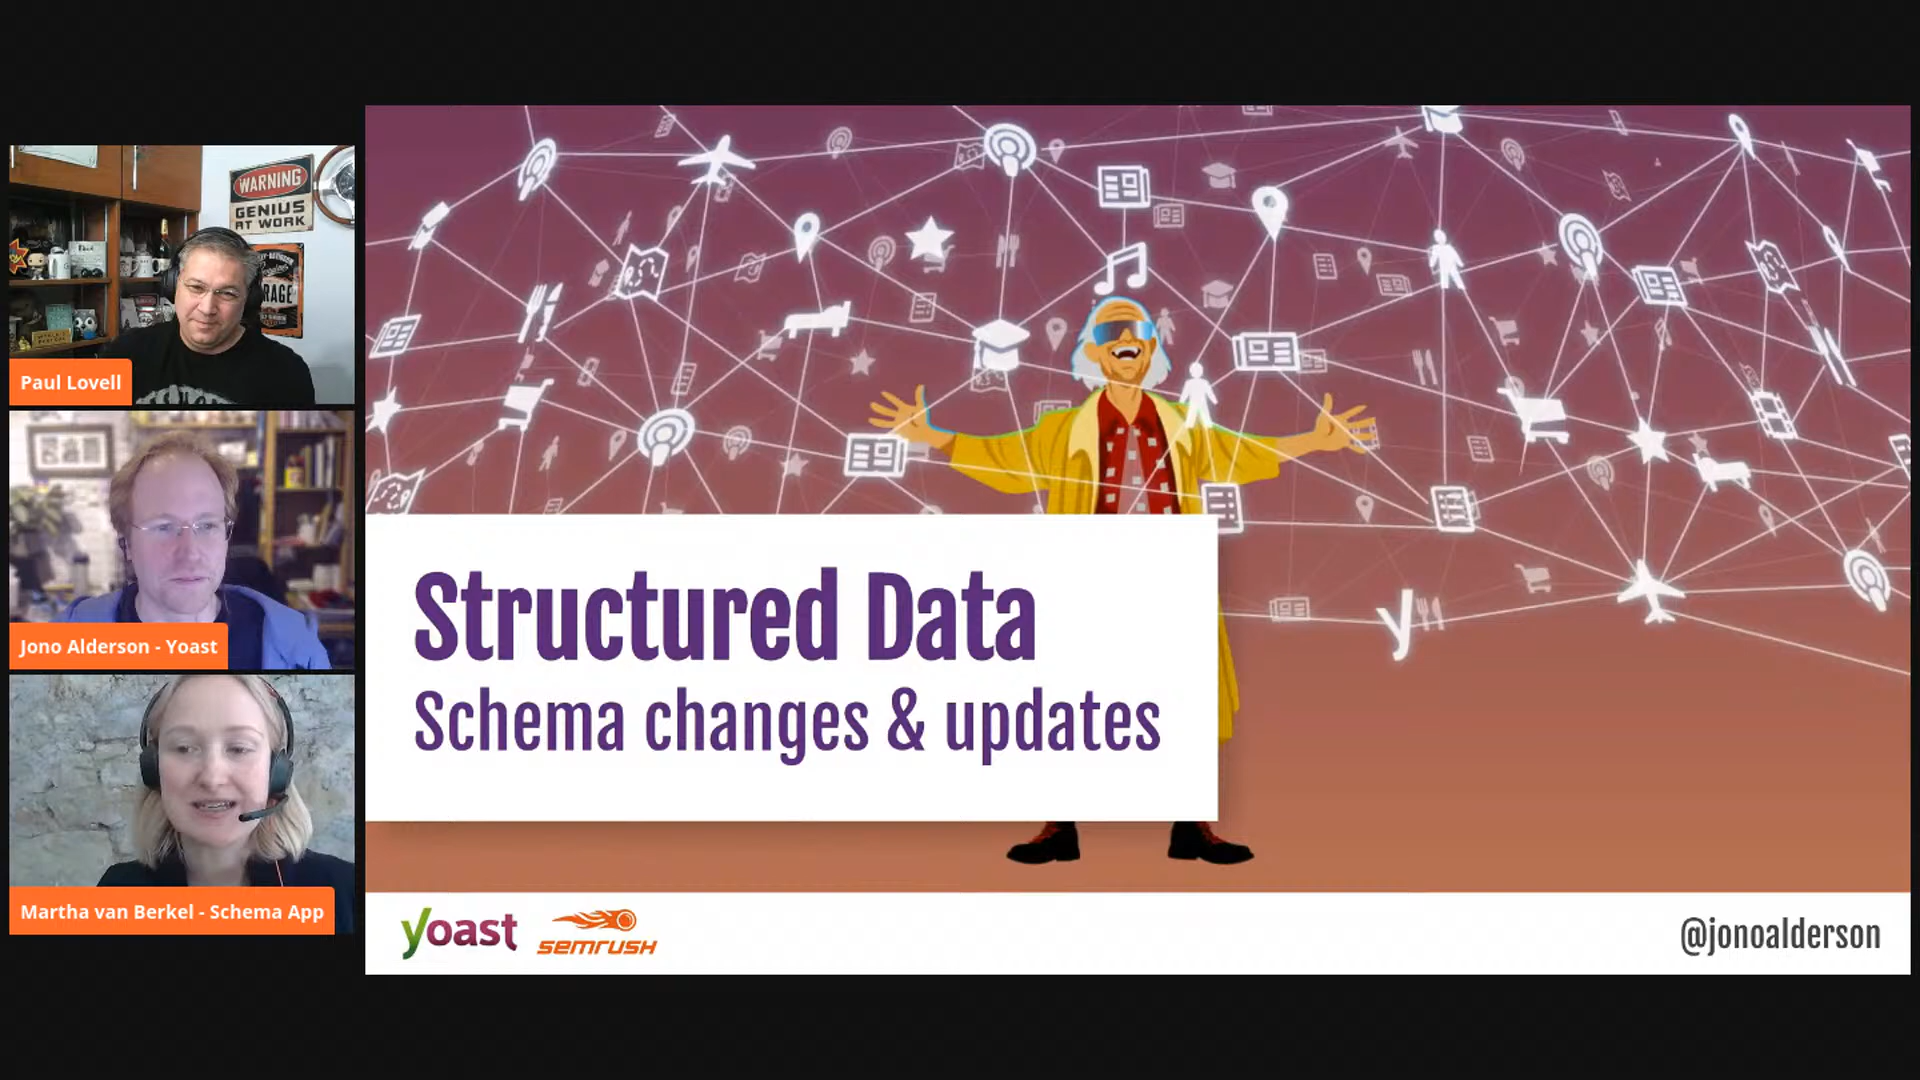 WARNING
GENIUS
AT WORK
Paul Lovell
Jono Alderson - Yoast
Martha van Berkel - Schema App
Structured Data
Schema changes & updates
yoast
semrush
@jonoalderson